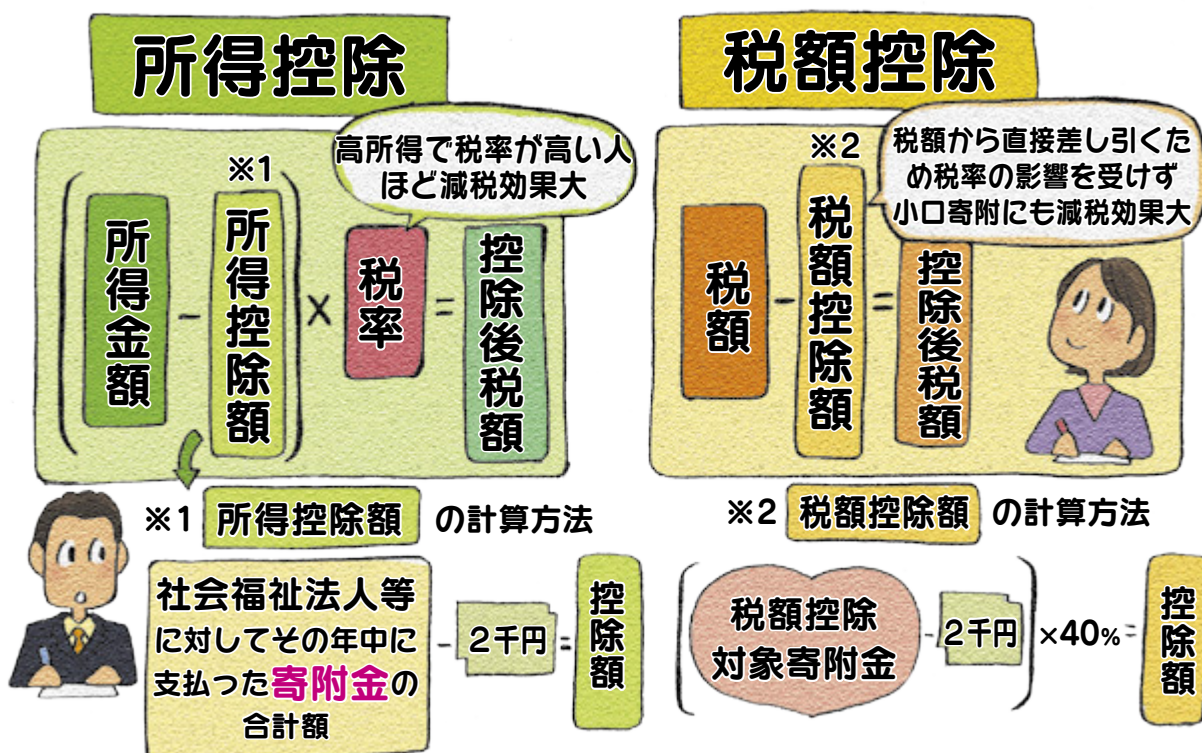 所得控除
高所得で税率が高い人
ほど減税効果大
※1
(所得金額 - 所得控除額) × 税率 = 控除後税額
※1 所得控除額 の計算方法
社会福祉法人等
に対してその年中に
支払った寄附金の
合計額
- 2千円 = 控除額
税額控除
税額から直接差し引くた
め税率の影響を受けず
小口寄附にも減税効果大
※2
税額 - 税額控除額 = 控除後税額
※2 税額控除額 の計算方法
(税額控除
対象寄附金
- 2千円) ×40% = 控除額